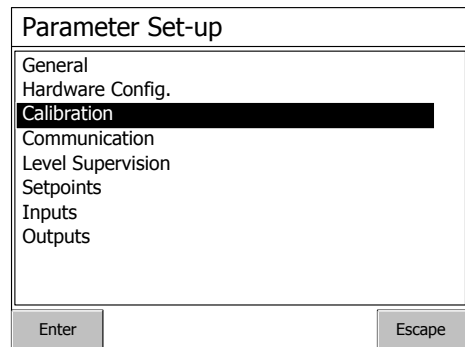 Parameter Set-up
General
Hardware Config.
Calibration
Communication
Level Supervision
Setpoints
Inputs
Outputs
Enter Escape